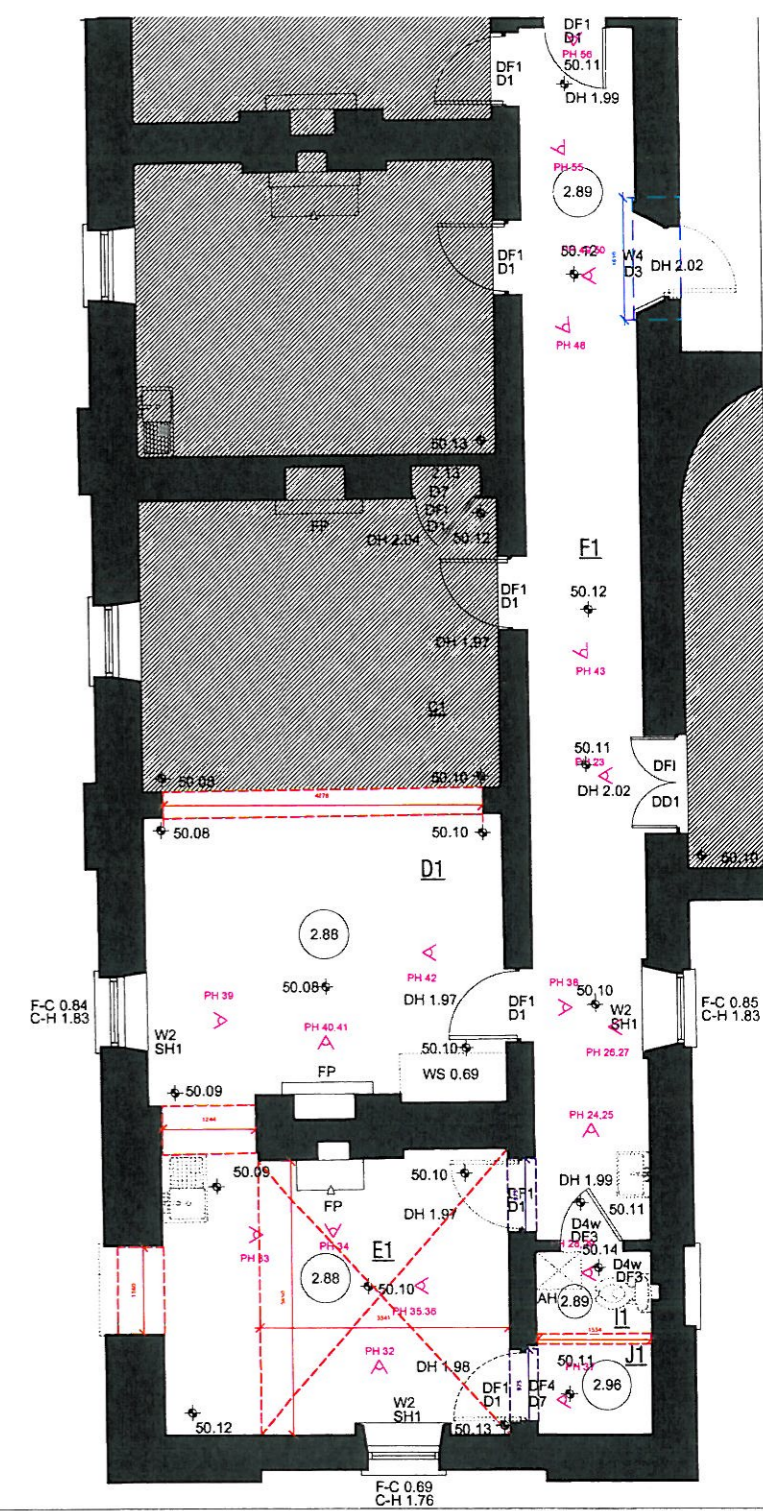 DF1
D1
PH 56
50.11
DF1
D1
DH 1.99
PH 55
2.89
DF1
D1
50.12
W4
D3
DH 2.02
PH 48
50.13
2.13
D7
DFI
D1
FP
DH 2.04
50.12
F1
DF1
D1
50.12
DH 1.97
PH 43
C1
50.11
DFI
DH 2.02
DD1
50.09
50.10
4276
50.08
50.10
50.10
D1
2.88
PH 42
50.08
PH 39
DH 1.97
PH 38
50.10
F-C 0.84
C-H 1.83
DF1
D1
W2
SH1
F-C 0.85
C-H 1.83
W2
SH1
PH 40,41
PH 26,27
50.10
FP
WS 0.69
50.09
PH 24,25
50.09
50.10
DH 1.99
FP
DF1
D1
50.11
DH 1.97
D4w
DF3
PH 34
E1
50.14
D4w
DF3
2.88
50.10
AH
2.89
PH 35,36
I1
3341
J1
PH 32
DH 1.98
50.11
W2
SH1
DF1
D1
DF4
D7
2.96
50.12
50.13
F-C 0.69
C-H 1.76